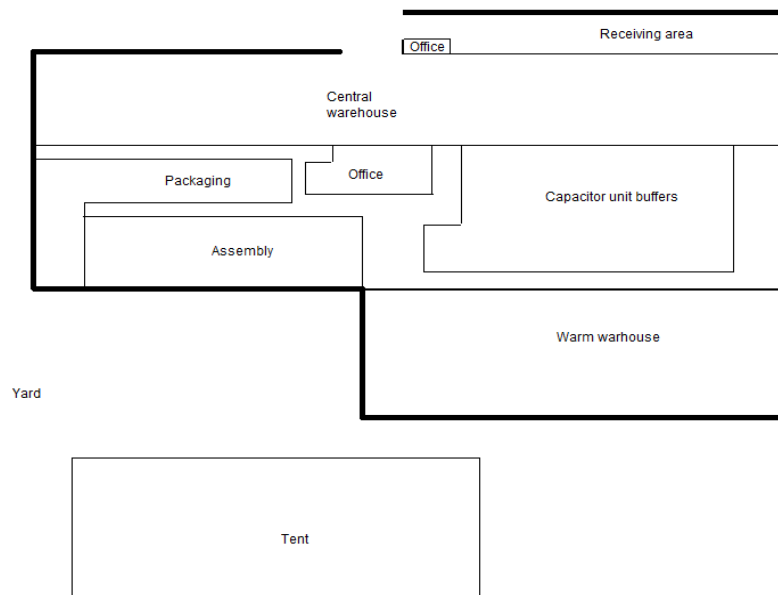 Receiving area
Office
Central
warehouse
Packaging
Office
Capacitor unit buffers
Assembly
Warm warhouse
Yard
Tent